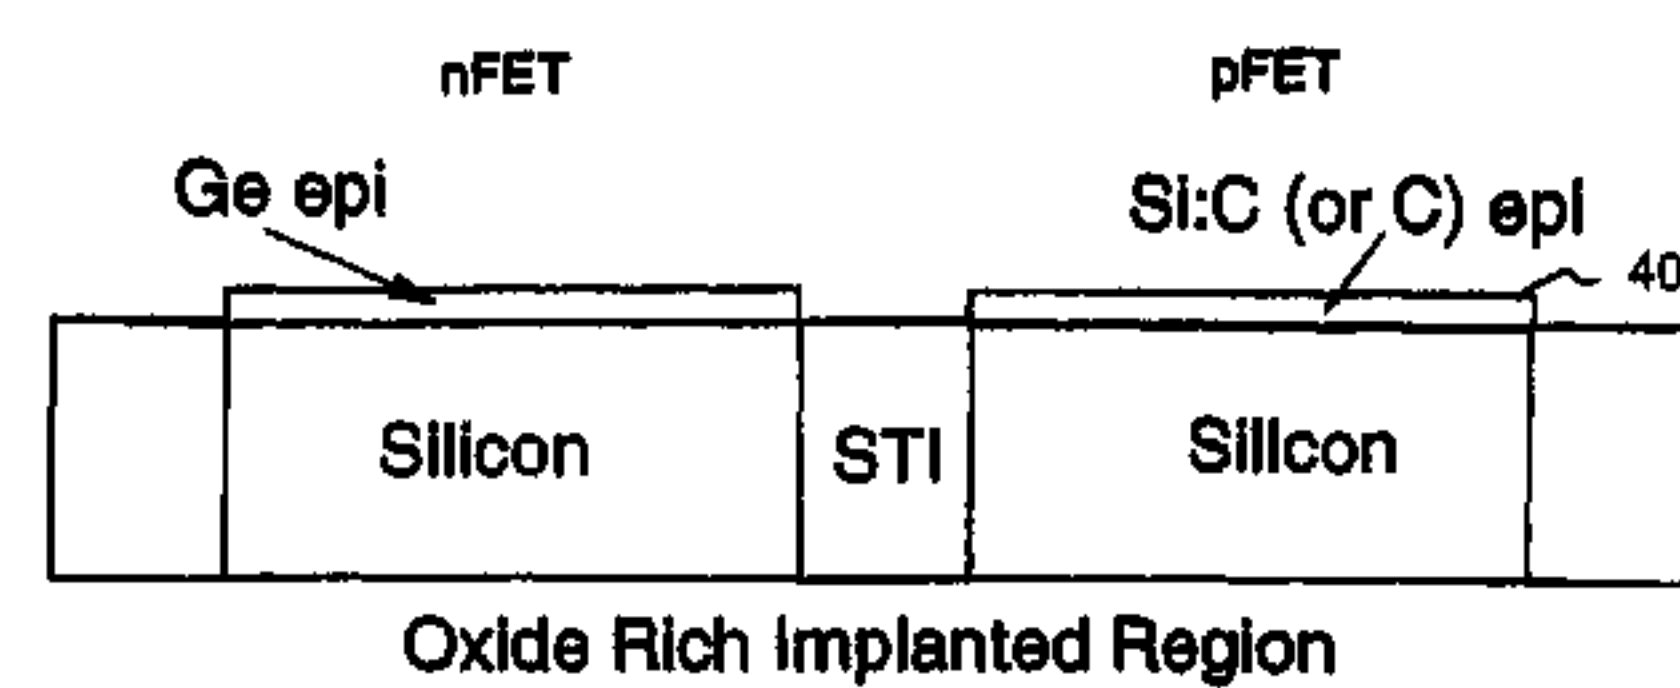 nFET
pFET
Ge epi
Si:C (or C) epi
40
Silicon
STI
Silicon
Oxide Rich Implanted Region